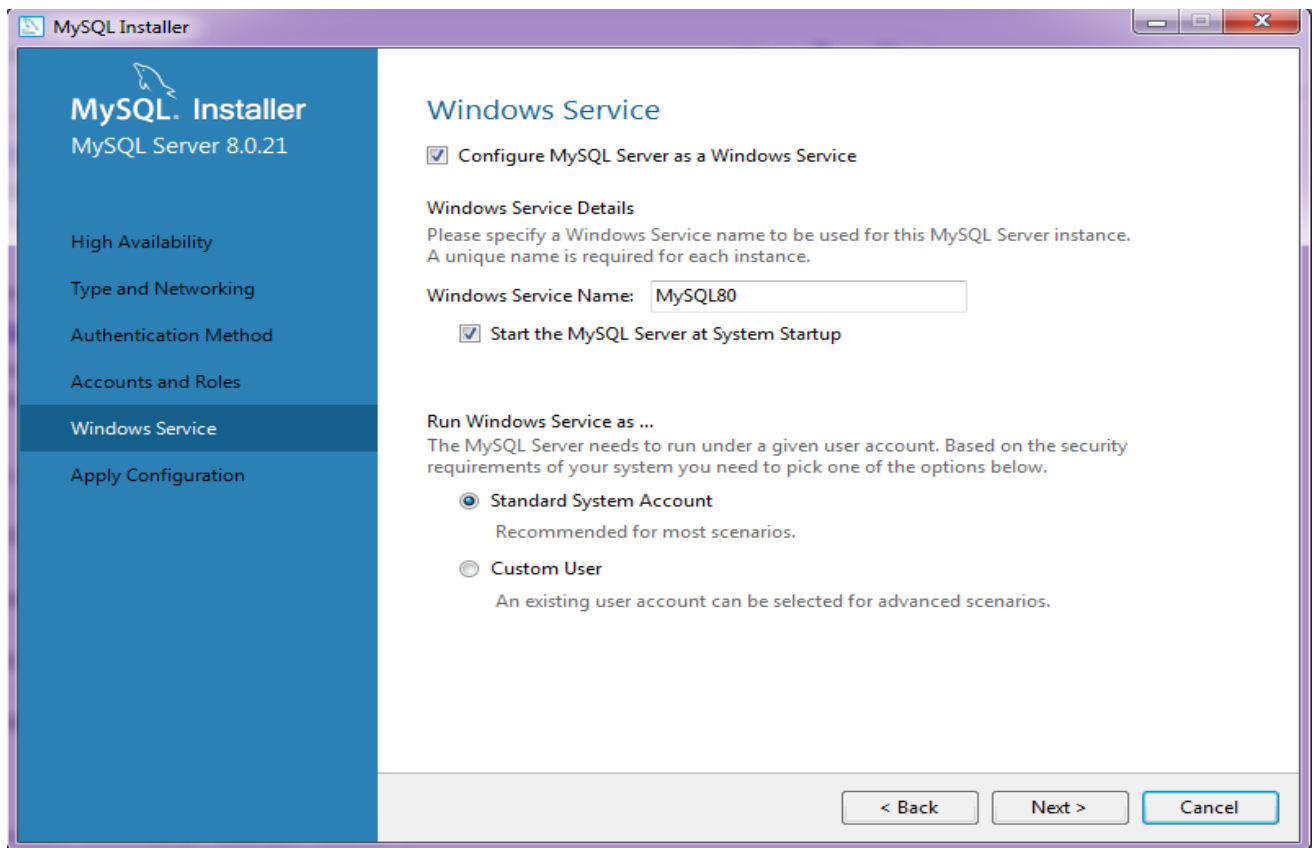 MySQL Installer
MySQL. Installer
MySQL Server 8.0.21
High Availability
Type and Networking
Authentication Method
Accounts and Roles
Windows Service
Apply Configuration
Windows Service
Configure MySQL Server as a Windows Service
Windows Service Details
Please specify a Windows Service name to be used for this MySQL Server instance.
A unique name is required for each instance.
Windows Service Name: MySQL80
Start the MySQL Server at System Startup
Run Windows Service as ...
The MySQL Server needs to run under a given user account. Based on the security
requirements of your system you need to pick one of the options below.
Standard System Account
Recommended for most scenarios.
Custom User
An existing user account can be selected for advanced scenarios.
< Back Next > Cancel